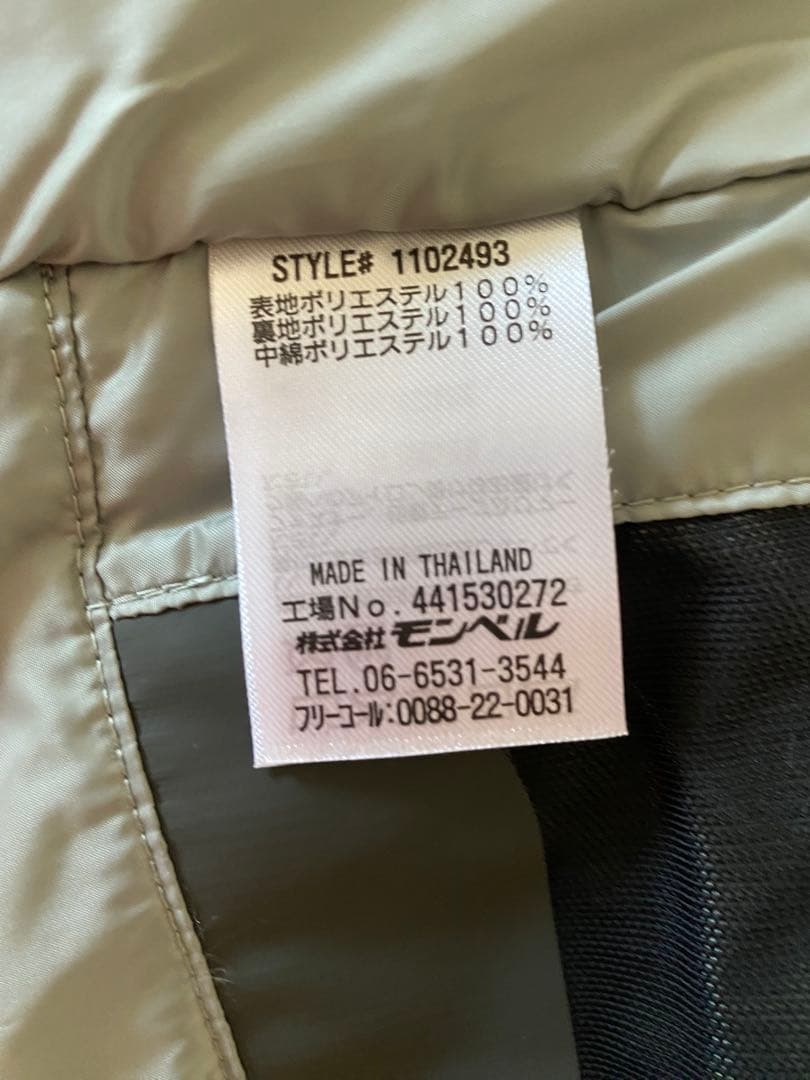 STYLE# 1102493
表地ポリエステル100%
裏地ポリエステル100%
中綿ポリエステル100%
MADE IN THAILAND
工場No.441530272
株式会社モンベル
TEL.06-6531-3544
フリーコール:0088-22-0031